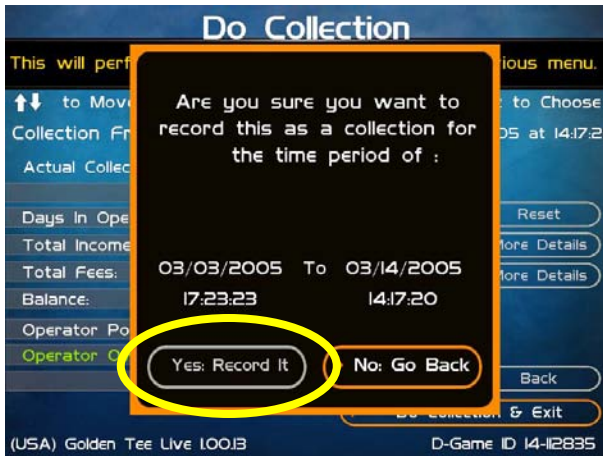 Do Collection
This will perf
ious menu.
to Mov
to Choose
Collection Fr
05 at 14:17:2
Actual Collec
Are you sure you want to
record this as a collection for
the time period of :
Days In Ope
Reset
Total Income
More Details
Total Fees:
03/03/2005 To 03/14/2005
More Details
Balance:
17:23:23
14:17:20
Operator Po
Operator O
Yes: Record It
No: Go Back
Back
Do Collection & Exit
(USA) Golden Tee Live 1.00.13
D-Game ID 14-112835